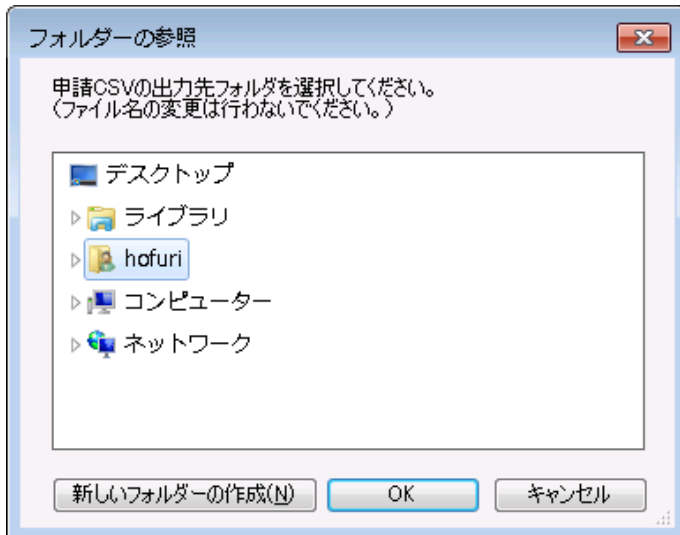 フォルダーの参照
申請CSVの出力先フォルダを選択してください。
(ファイル名の変更は行わないでください。)
デスクトップ
ライブラリ
hofuri
コンピューター
ネットワーク
新しいフォルダーの作成(N) OK キャンセル